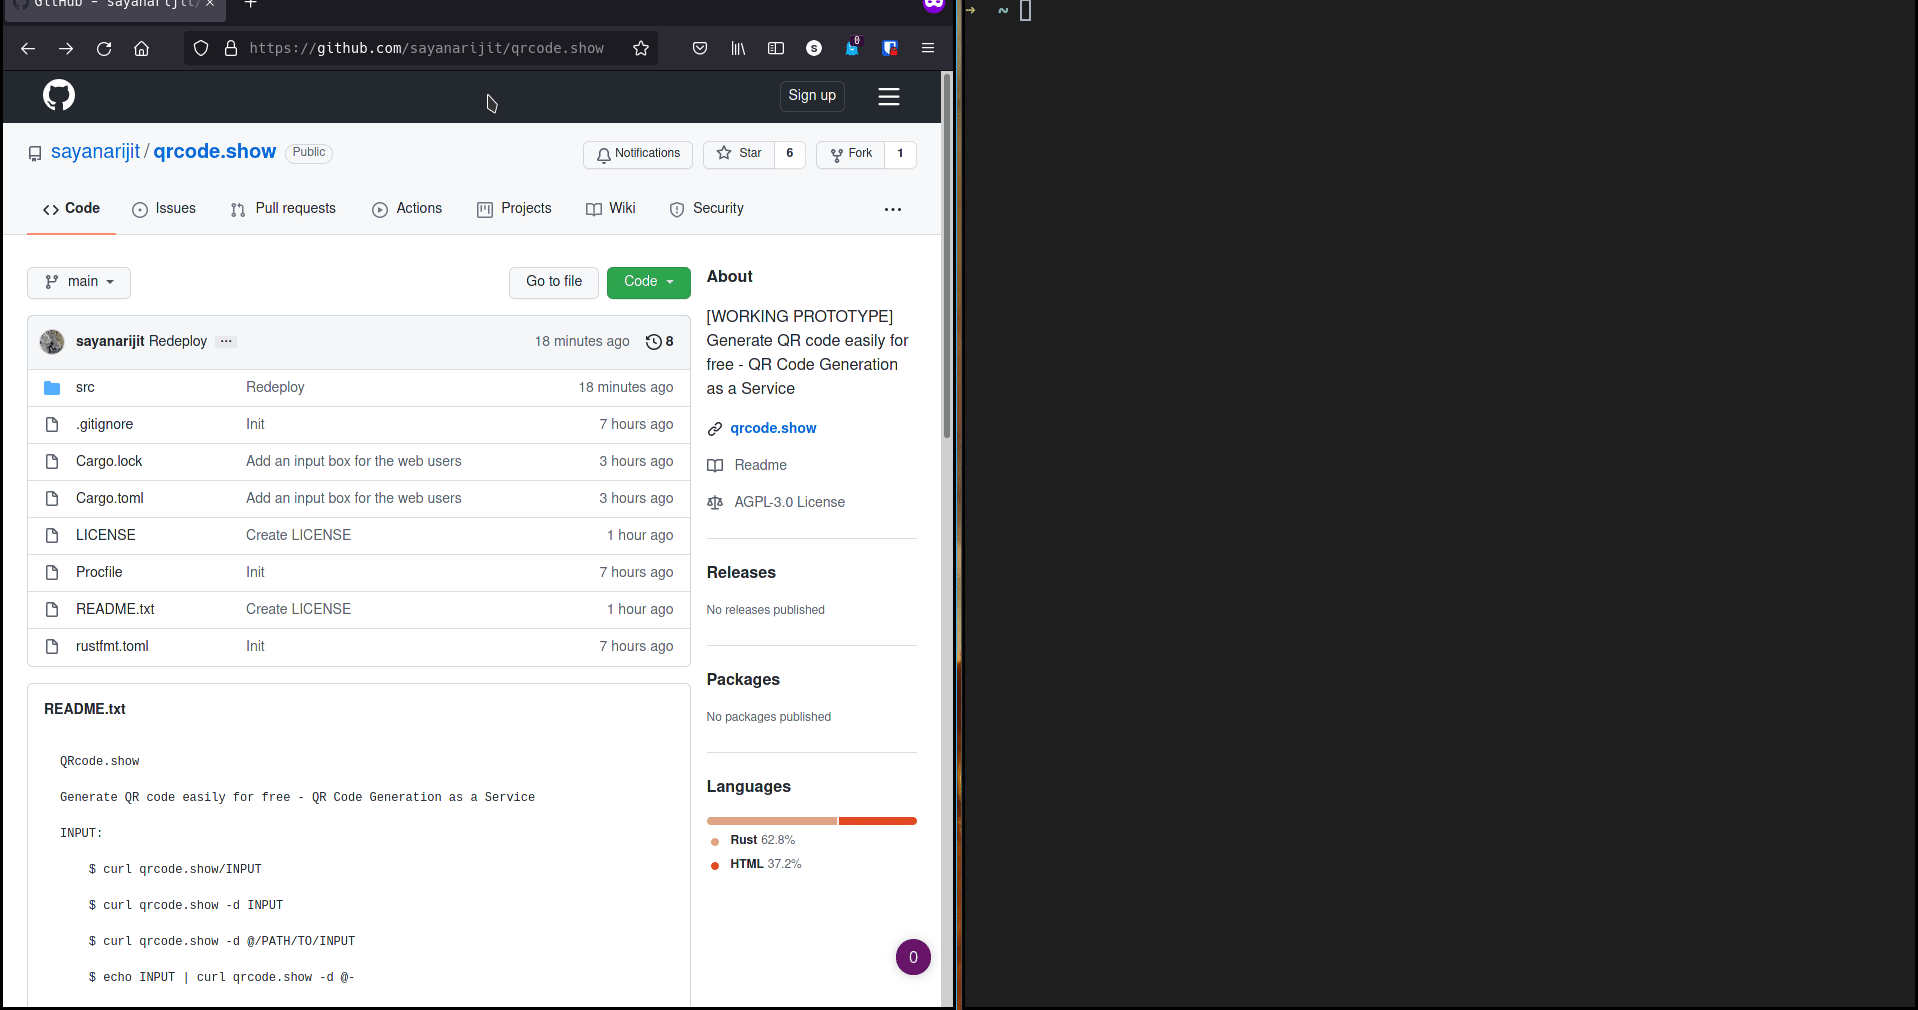 GitHub - sayanarijit/
https://github.com/sayanarijit/qrcode.show
S
0
Sign up
sayanarijit / qrcode.show Public
Notifications
Star 6
Fork 1
Code
Issues
Pull requests
Actions
Projects
Wiki
Security
main
Go to file
Code
sayanarijit Redeploy
18 minutes ago
8
src Redeploy 18 minutes ago
.gitignore Init 7 hours ago
Cargo.lock Add an input box for the web users 3 hours ago
Cargo.toml Add an input box for the web users 3 hours ago
LICENSE Create LICENSE 1 hour ago
Procfile Init 7 hours ago
README.txt Create LICENSE 1 hour ago
rustfmt.toml Init 7 hours ago
README.txt
QRcode.show
Generate QR code easily for free - QR Code Generation as a Service
INPUT:
$ curl qrcode.show/INPUT
$ curl qrcode.show -d INPUT
$ curl qrcode.show -d @/PATH/TO/INPUT
$ echo INPUT | curl qrcode.show -d @-
About
[WORKING PROTOTYPE]
Generate QR code easily for
free - QR Code Generation
as a Service
qrcode.show
Readme
AGPL-3.0 License
Releases
No releases published
Packages
No packages published
Languages
Rust 62.8%
HTML 37.2%
0
→ ~